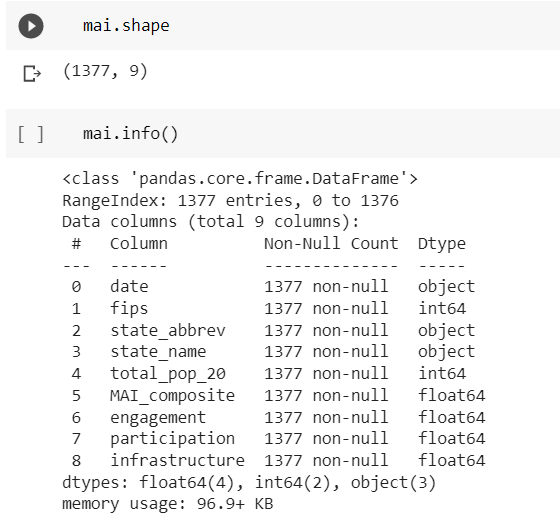 mai.shape
(1377, 9)
[ ] mai.info()
<class 'pandas.core.frame.DataFrame'>
RangeIndex: 1377 entries, 0 to 1376
Data columns (total 9 columns):
 #   Column          Non-Null Count  Dtype
---  ------          --------------  -----
 0   date            1377 non-null   object
 1   fips            1377 non-null   int64
 2   state_abbrev    1377 non-null   object
 3   state_name      1377 non-null   object
 4   total_pop_20    1377 non-null   int64
 5   MAI_composite   1377 non-null   float64
 6   engagement      1377 non-null   float64
 7   participation   1377 non-null   float64
 8   infrastructure  1377 non-null   float64
dtypes: float64(4), int64(2), object(3)
memory usage: 96.9+ KB